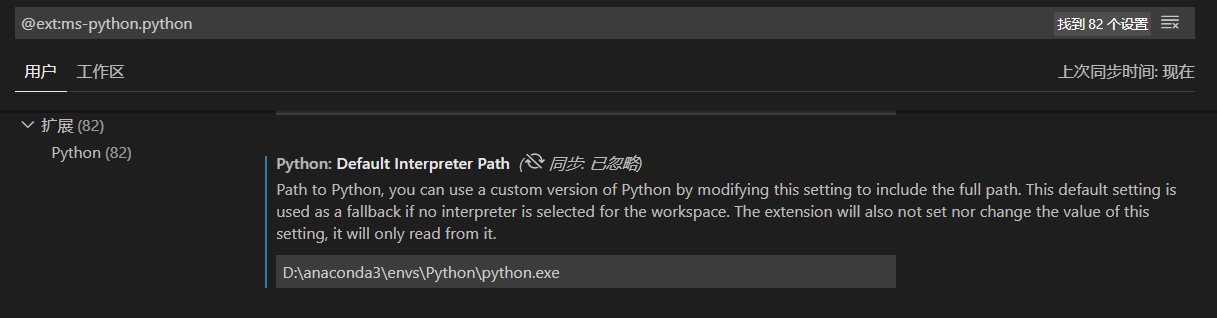 @ext:ms-python.python
找到 82 个设置
用户 工作区
上次同步时间: 现在
扩展 (82)
Python (82)
Python: Default Interpreter Path (同步: 已忽略)
Path to Python, you can use a custom version of Python by modifying this setting to include the full path. This default setting is
used as a fallback if no interpreter is selected for the workspace. The extension will also not set nor change the value of this
setting, it will only read from it.
D:\anaconda3\envs\Python\python.exe